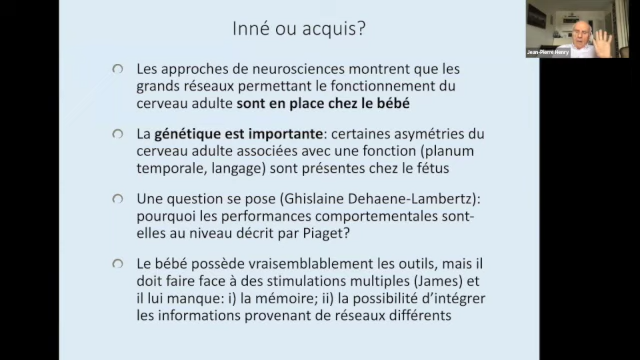 Inné ou acquis?
Jean-Pierre Henry
Les approches de neurosciences montrent que les
grands réseaux permettant le fonctionnement du
cerveau adulte sont en place chez le bébé
La génétique est importante: certaines asymétries du
cerveau adulte associées avec une fonction (planum
temporale, langage) sont présentes chez le fétus
Une question se pose (Ghislaine Dehaene-Lambertz):
pourquoi les performances comportementales sont-
elles au niveau décrit par Piaget?
Le bébé possède vraisemblablement les outils, mais il
doit faire face à des stimulations multiples (James) et
il lui manque: i) la mémoire; ii) la possibilité d'intégrer
les informations provenant de réseaux différents